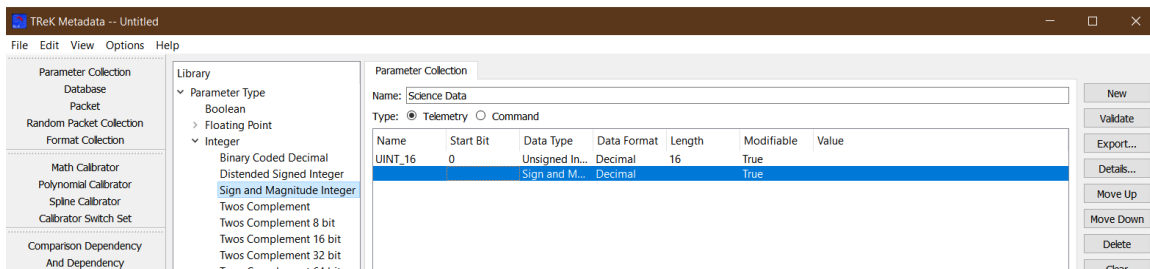 TReK Metadata -- Untitled
File Edit View Options Help
Parameter Collection
Database
Packet
Random Packet Collection
Format Collection
Math Calibrator
Polynomial Calibrator
Spline Calibrator
Calibrator Switch Set
Comparison Dependency
And Dependency
Library
Parameter Type
Boolean
Floating Point
Integer
Binary Coded Decimal
Distended Signed Integer
Sign and Magnitude Integer
Twos Complement
Twos Complement 8 bit
Twos Complement 16 bit
Twos Complement 32 bit
Parameter Collection
Name: Science Data
Type: Telemetry Command
Name Start Bit Data Type Data Format Length Modifiable Value
UINT_16 0 Unsigned In... Decimal 16 True
Sign and M... Decimal True
New
Validate
Export...
Details...
Move Up
Move Down
Delete
Clear